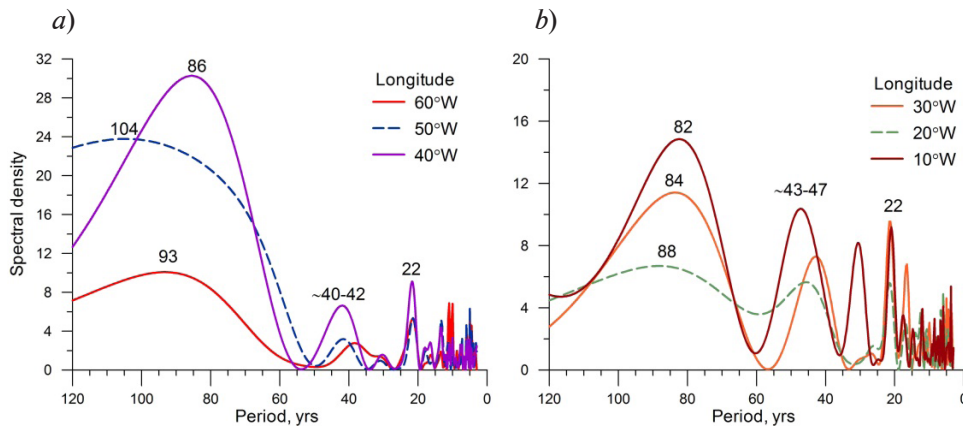 a)
32
28
24
20
16
12
8
4
0
Spectral density
120 100 80 60 40 20 0
Period, yrs
86
104
93
~40-42
22
Longitude
60°W
50°W
40°W
b)
20
16
12
8
4
0
120 100 80 60 40 20 0
Period, yrs
82
84
88
~43-47
22
Longitude
30°W
20°W
10°W